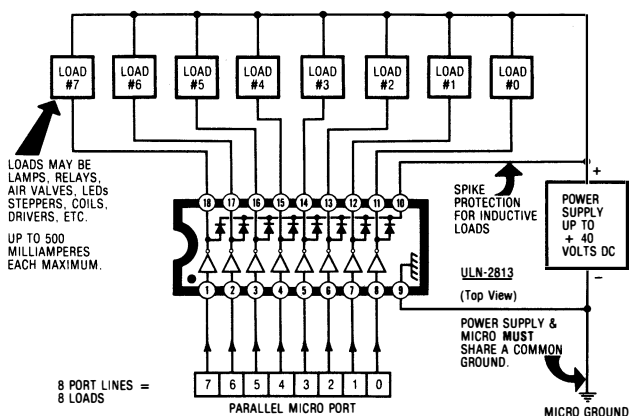 LOAD
#7
LOAD
#6
LOAD
#5
LOAD
#4
LOAD
#3
LOAD
#2
LOAD
#1
LOAD
#0
LOADS MAY BE
LAMPS, RELAYS,
AIR VALVES, LEDs
STEPPERS, COILS,
DRIVERS, ETC.
UP TO 500
MILLIAMPERES
EACH MAXIMUM.
18 17 16 15 14 13 12 11 10
SPIKE
PROTECTION
FOR INDUCTIVE
LOADS
+
POWER
SUPPLY
UP TO
+ 40
VOLTS DC
−
ULN-2813
(Top View)
1 2 3 4 5 6 7 8 9
POWER SUPPLY &
MICRO MUST
SHARE A COMMON
GROUND.
8 PORT LINES =
8 LOADS
7 6 5 4 3 2 1 0
PARALLEL MICRO PORT
MICRO GROUND